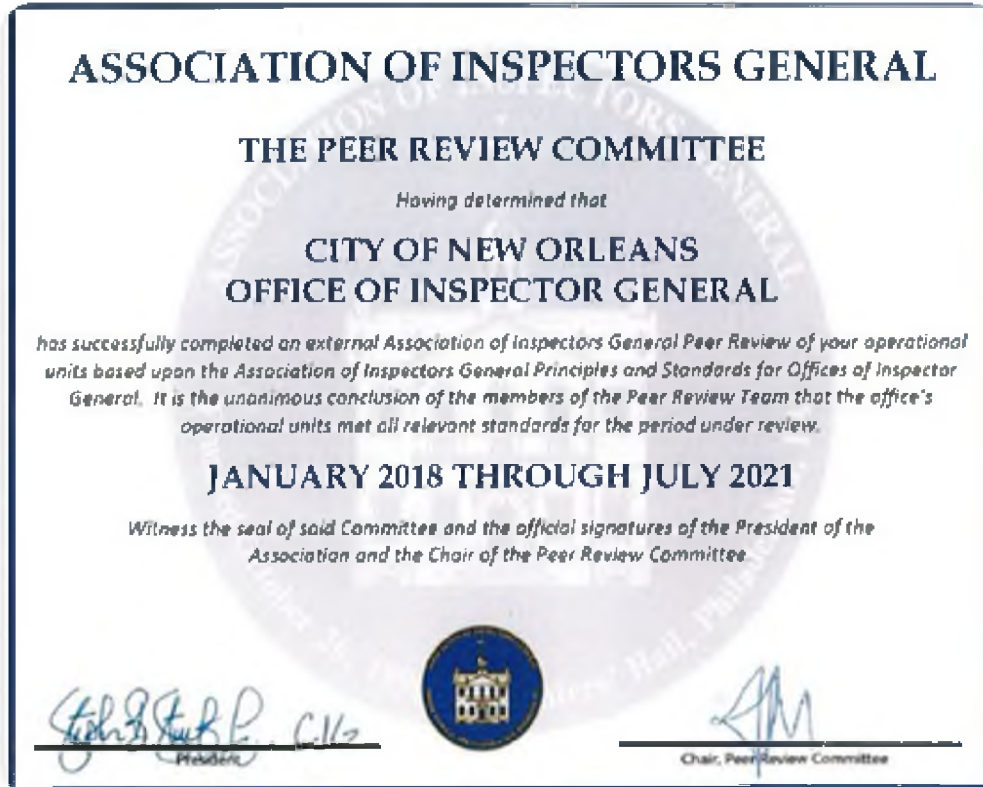 ASSOCIATION OF INSPECTORS GENERAL
THE PEER REVIEW COMMITTEE
Having determined that
CITY OF NEW ORLEANS
OFFICE OF INSPECTOR GENERAL
has successfully completed an external Association of Inspectors General Peer Review of your operational
units based upon the Association of Inspectors General Principles and Standards for Offices of Inspector
General. It is the unanimous conclusion of the members of the Peer Review Team that the office's
operational units met all relevant standards for the period under review.
JANUARY 2018 THROUGH JULY 2021
Witness the seal of said Committee and the official signatures of the President of the
Association and the Chair of the Peer Review Committee
President
Chair, Peer Review Committee
ASSOCIATION OF INSPECTORS GENERAL